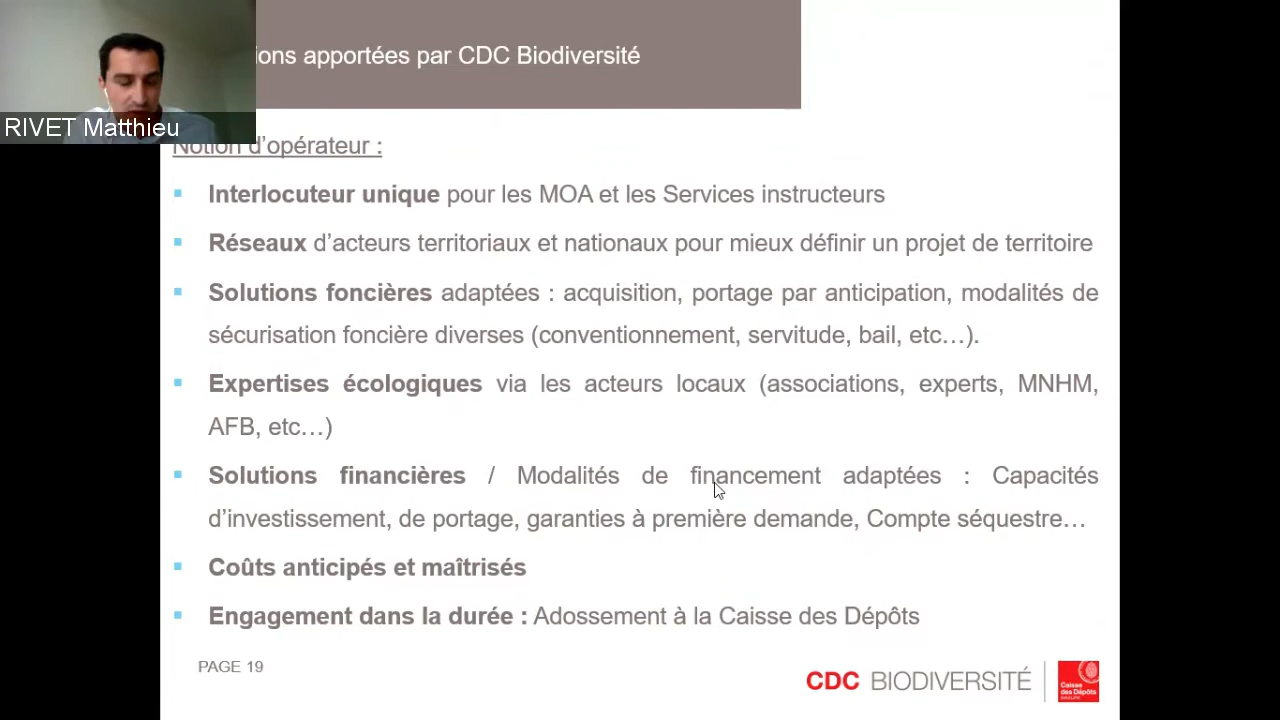 ions apportées par CDC Biodiversité
RIVET Matthieu
Notion d’opérateur :
▪ Interlocuteur unique pour les MOA et les Services instructeurs
▪ Réseaux d’acteurs territoriaux et nationaux pour mieux définir un projet de territoire
▪ Solutions foncières adaptées : acquisition, portage par anticipation, modalités de
sécurisation foncière diverses (conventionnement, servitude, bail, etc…).
▪ Expertises écologiques via les acteurs locaux (associations, experts, MNHM,
AFB, etc…)
▪ Solutions financières / Modalités de financement adaptées : Capacités
d’investissement, de portage, garanties à première demande, Compte séquestre…
▪ Coûts anticipés et maîtrisés
▪ Engagement dans la durée : Adossement à la Caisse des Dépôts
PAGE 19
CDC BIODIVERSITÉ
Caisse
des Dépôts
GROUPE